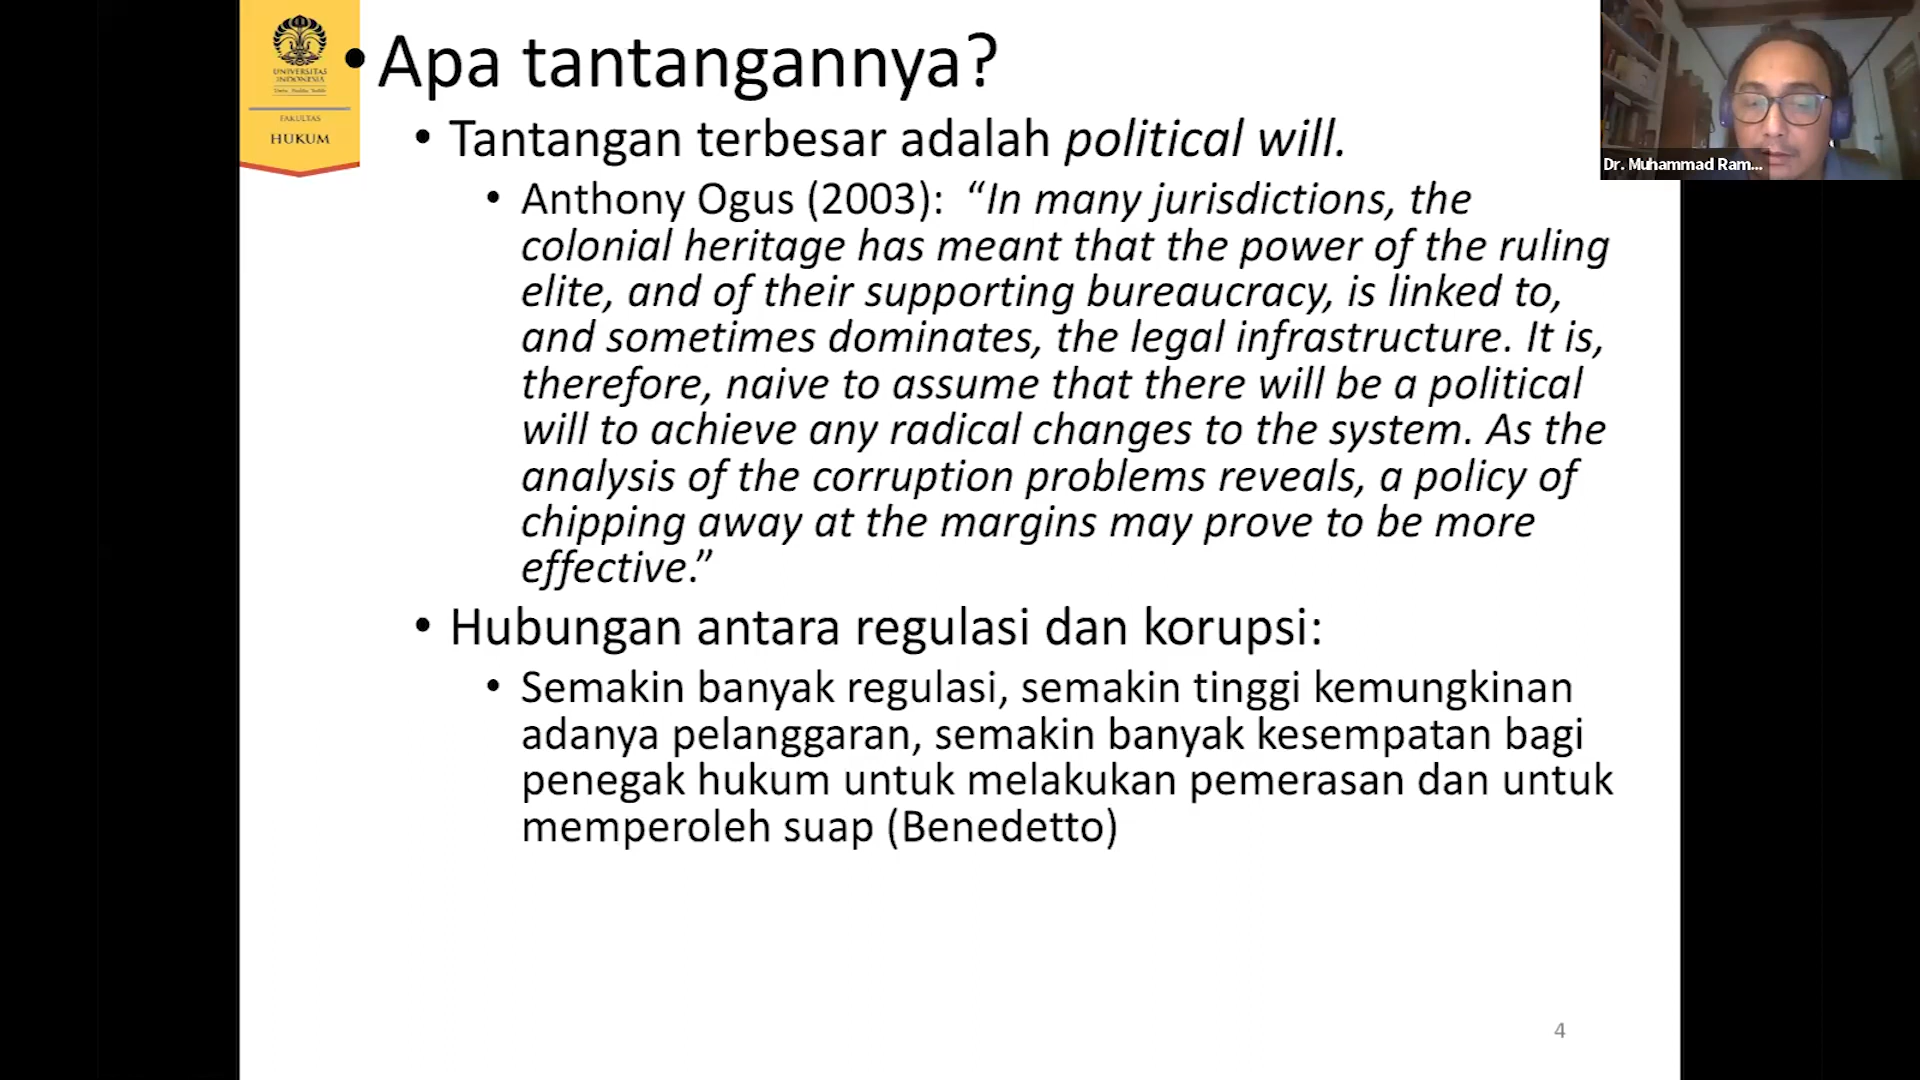 UNIVERSITAS
INDONESIA
FAKULTAS
HUKUM
• Apa tantangannya?
Dr. Muhammad Ram...
• Tantangan terbesar adalah political will.
• Anthony Ogus (2003): “In many jurisdictions, the
colonial heritage has meant that the power of the ruling
elite, and of their supporting bureaucracy, is linked to,
and sometimes dominates, the legal infrastructure. It is,
therefore, naive to assume that there will be a political
will to achieve any radical changes to the system. As the
analysis of the corruption problems reveals, a policy of
chipping away at the margins may prove to be more
effective.”
• Hubungan antara regulasi dan korupsi:
• Semakin banyak regulasi, semakin tinggi kemungkinan
adanya pelanggaran, semakin banyak kesempatan bagi
penegak hukum untuk melakukan pemerasan dan untuk
memperoleh suap (Benedetto)
4